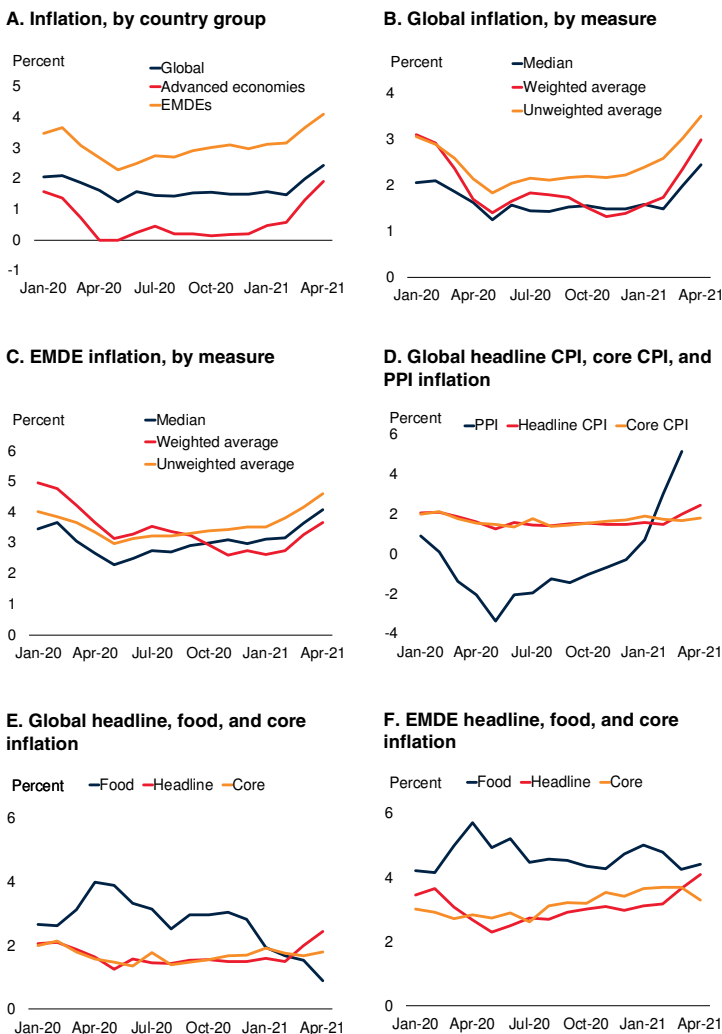 A. Inflation, by country group
Percent
Global
Advanced economies
EMDEs
5
4
3
2
1
0
-1
Jan-20 Apr-20 Jul-20 Oct-20 Jan-21 Apr-21
B. Global inflation, by measure
Percent
Median
Weighted average
Unweighted average
4
3
2
1
0
Jan-20 Apr-20 Jul-20 Oct-20 Jan-21 Apr-21
C. EMDE inflation, by measure
Percent
Median
Weighted average
Unweighted average
6
5
4
3
2
1
0
Jan-20 Apr-20 Jul-20 Oct-20 Jan-21 Apr-21
D. Global headline CPI, core CPI, and
PPI inflation
Percent
PPI Headline CPI Core CPI
6
4
2
0
-2
-4
Jan-20 Apr-20 Jul-20 Oct-20 Jan-21 Apr-21
E. Global headline, food, and core
inflation
Percent
Food Headline Core
6
4
2
0
Jan-20 Apr-20 Jul-20 Oct-20 Jan-21 Apr-21
F. EMDE headline, food, and core
inflation
Percent
Food Headline Core
6
4
2
0
Jan-20 Apr-20 Jul-20 Oct-20 Jan-21 Apr-21